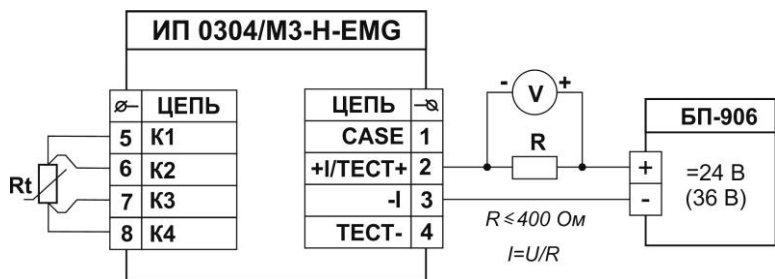 ИП 0304/М3-Н-EMG
ЦЕПЬ
5 К1
6 К2
7 К3
8 К4
Rt
ЦЕПЬ
CASE 1
+I/ТЕСТ+ 2
-I 3
ТЕСТ- 4
- V +
R
R≤400 Ом
I=U/R
БП-906
+
-
=24 В
(36 В)